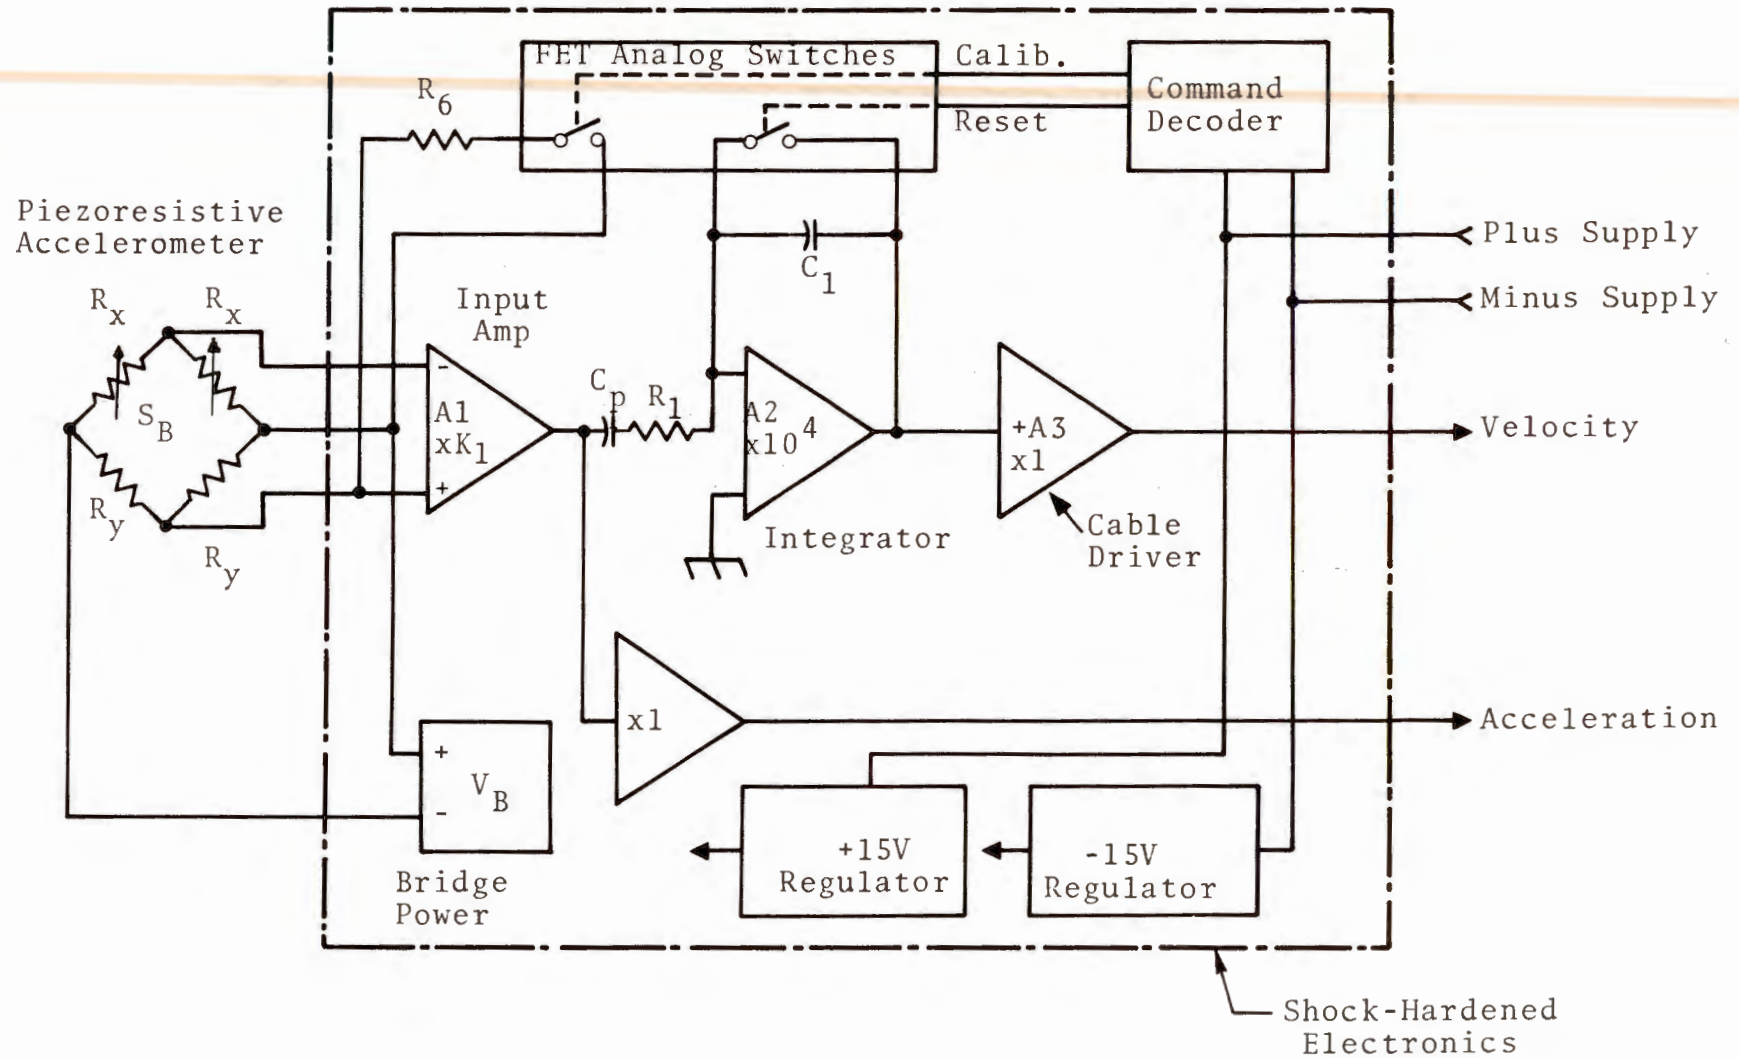 FET Analog Switches
Calib.
Reset
Command
Decoder
R6
Piezoresistive
Accelerometer
Rx
Rx
SB
Ry
Ry
Input
Amp
-
A1
xK1
+
Cp
R1
C1
A2
x10^4
Integrator
+A3
x1
Cable
Driver
Plus Supply
Minus Supply
Velocity
x1
Acceleration
+
VB
-
Bridge
Power
+15V
Regulator
-15V
Regulator
Shock-Hardened
Electronics